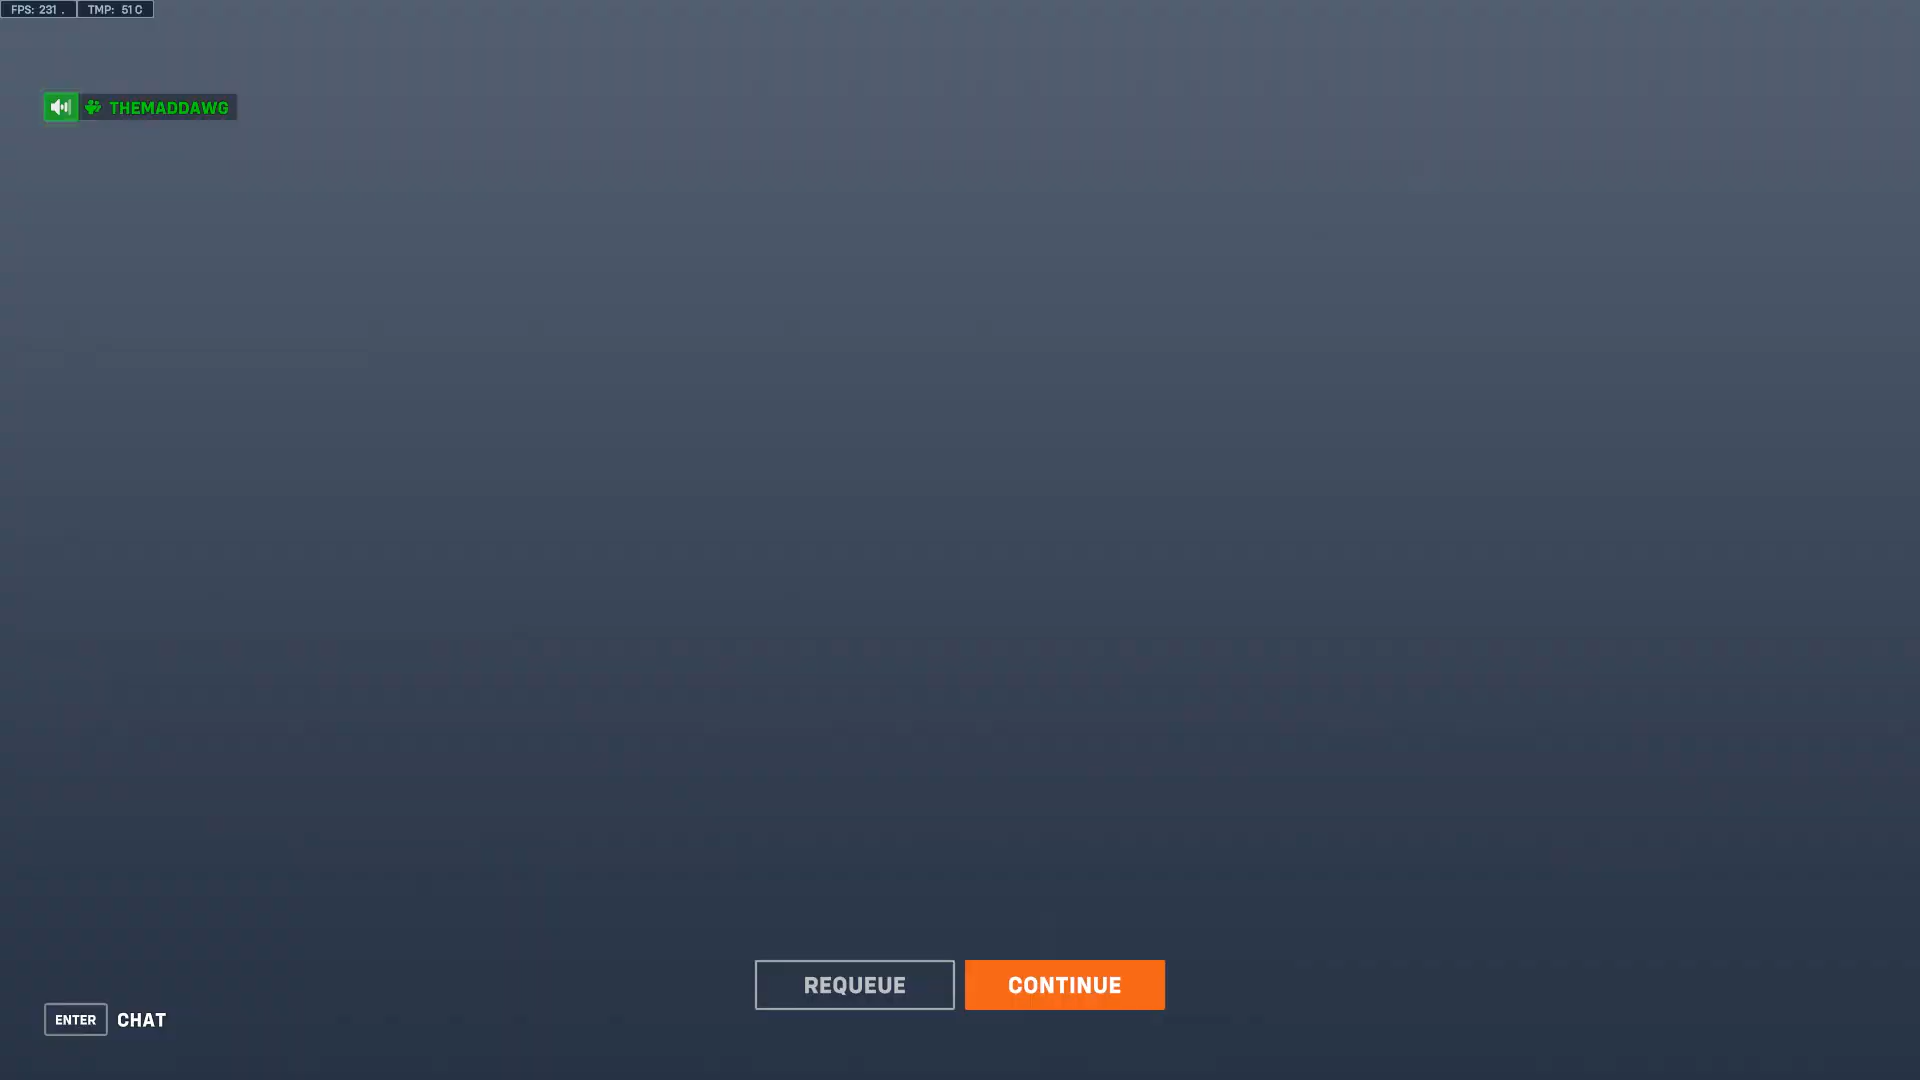 FPS: 231 . TMP: 51 C
THEMADDAWG
REQUEUE CONTINUE
ENTER CHAT